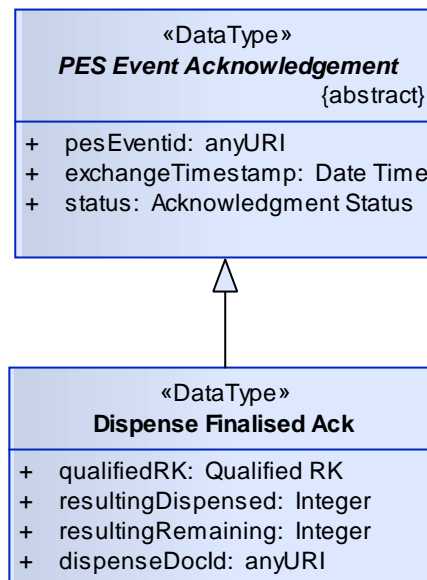 «DataType»
PES Event Acknowledgement
{abstract}
+ pesEventid: anyURI
+ exchangeTimestamp: Date Time
+ status: Acknowledgment Status
«DataType»
Dispense Finalised Ack
+ qualifiedRK: Qualified RK
+ resultingDispensed: Integer
+ resultingRemaining: Integer
+ dispenseDocId: anyURI